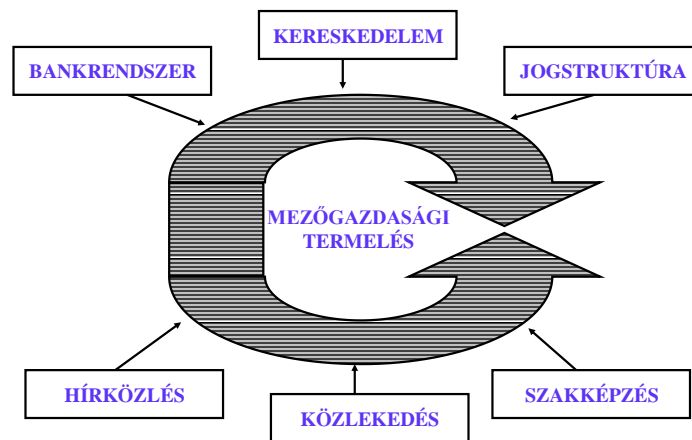 KERESKEDELEM
BANKRENDSZER
JOGSTRUKTÚRA
MEZŐGAZDASÁGI
TERMELÉS
HÍRKÖZLÉS
KÖZLEKEDÉS
SZAKKÉPZÉS